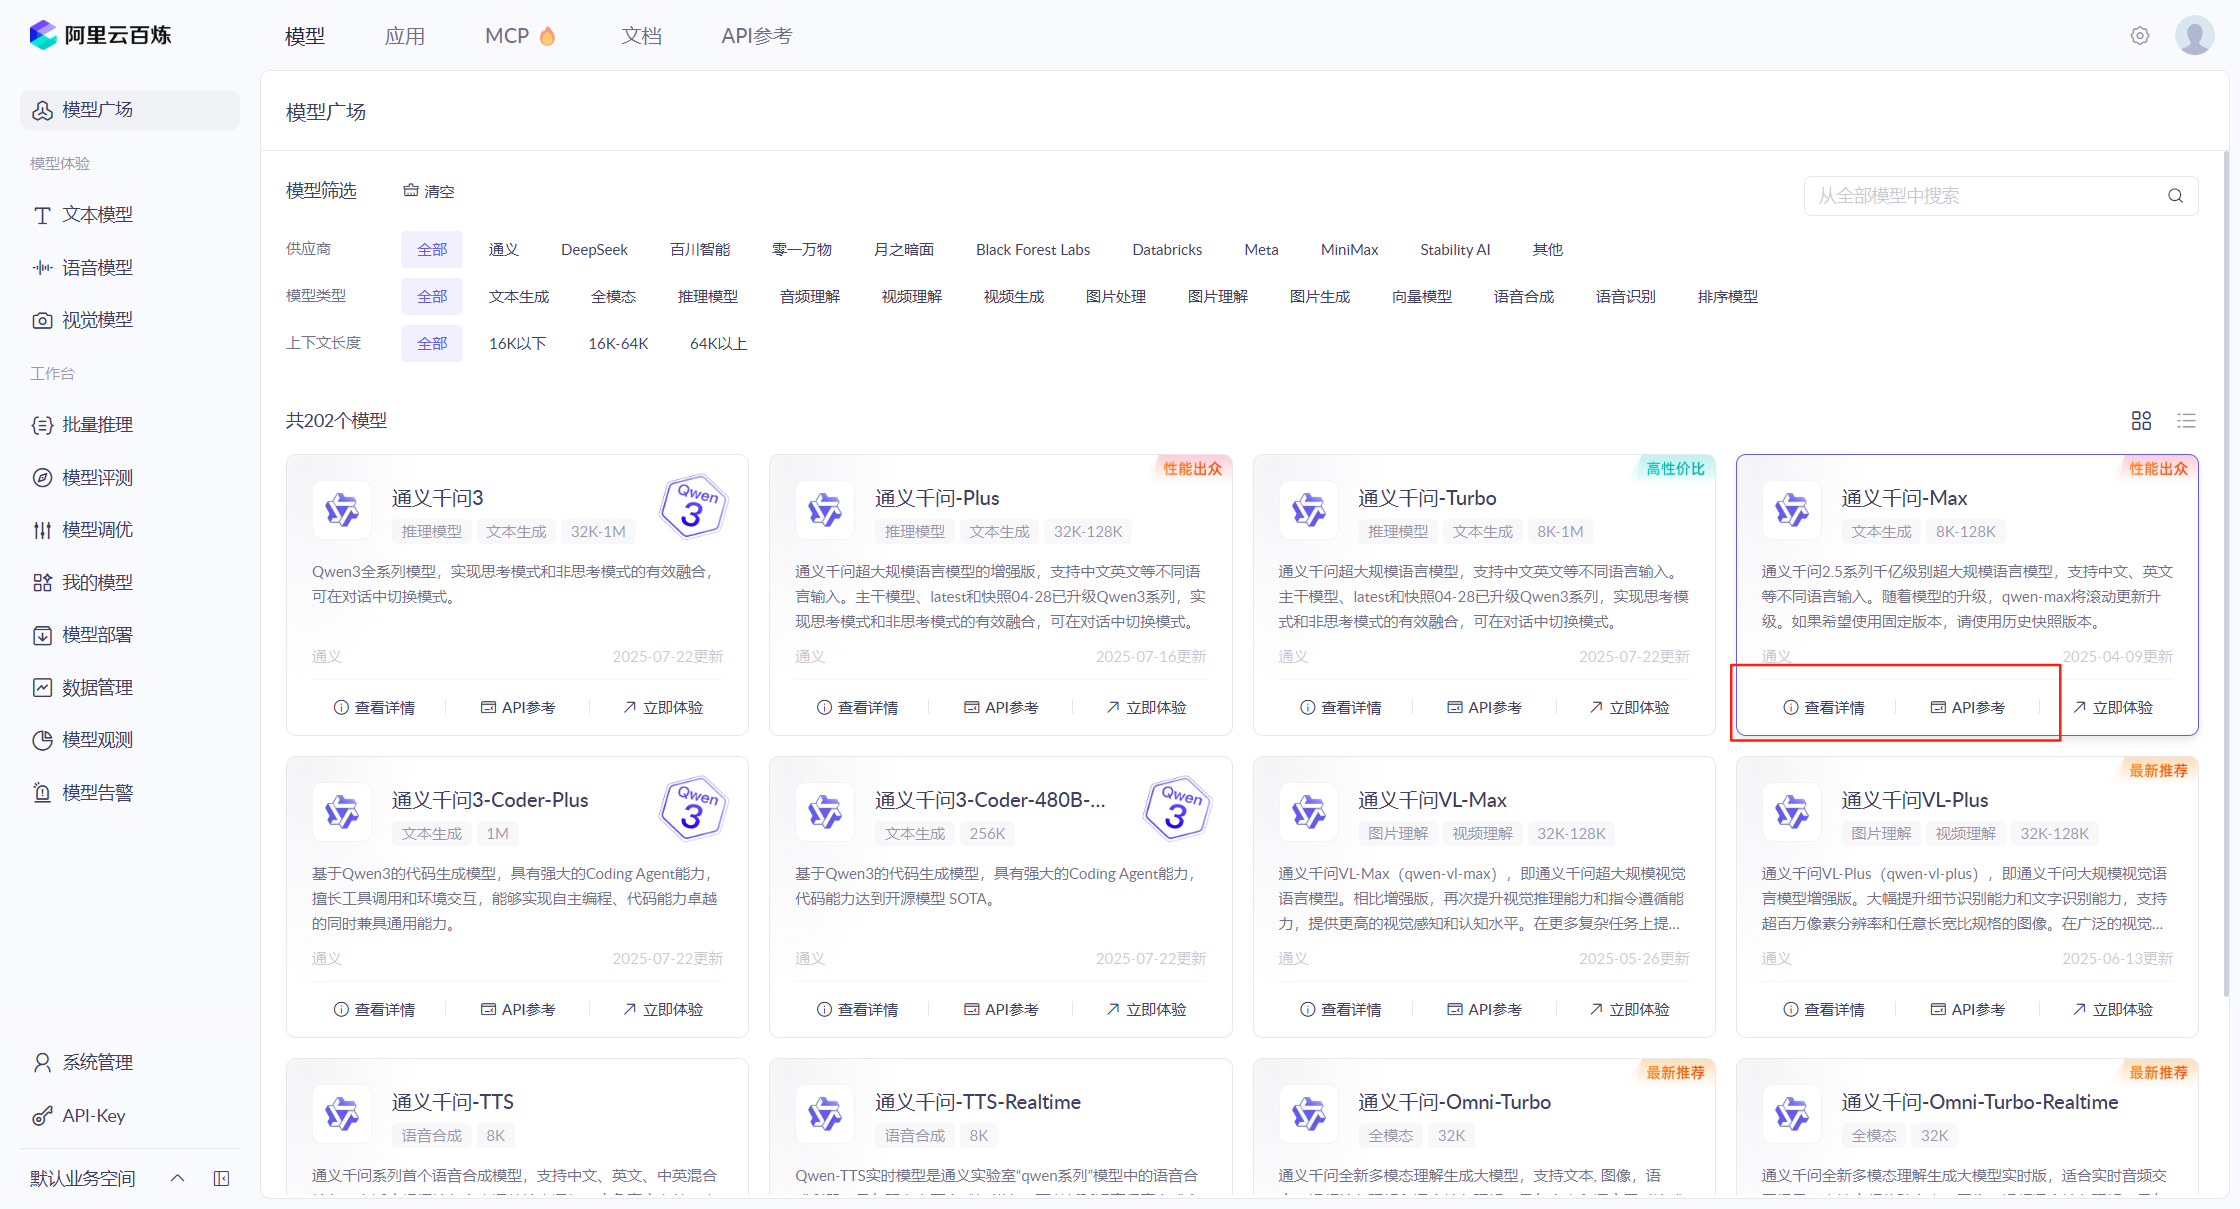 阿里云百炼
模型
应用
MCP
文档
API参考
模型广场
模型体验
文本模型
语音模型
视觉模型
工作台
批量推理
模型评测
模型调优
我的模型
模型部署
数据管理
模型观测
模型告警
系统管理
API-Key
默认业务空间
模型广场
模型筛选
清空
从全部模型中搜索
供应商 全部 通义 DeepSeek 百川智能 零一万物 月之暗面 Black Forest Labs Databricks Meta MiniMax Stability AI 其他
模型类型 全部 文本生成 全模态 推理模型 音频理解 视频理解 视频生成 图片处理 图片理解 图片生成 向量模型 语音合成 语音识别 排序模型
上下文长度 全部 16K以下 16K-64K 64K以上
共202个模型
通义千问3
Qwen
3
推理模型 文本生成 32K-1M
Qwen3全系列模型，实现思考模式和非思考模式的有效融合，
可在对话中切换模式。
通义 2025-07-22更新
查看详情 API参考 立即体验
性能出众
通义千问-Plus
推理模型 文本生成 32K-128K
通义千问超大规模语言模型的增强版，支持中文英文等不同语
言输入。主干模型、latest和快照04-28已升级Qwen3系列，实
现思考模式和非思考模式的有效融合，可在对话中切换模式。
通义 2025-07-16更新
查看详情 API参考 立即体验
高性价比
通义千问-Turbo
推理模型 文本生成 8K-1M
通义千问超大规模语言模型，支持中文英文等不同语言输入。
主干模型、latest和快照04-28已升级Qwen3系列，实现思考模
式和非思考模式的有效融合，可在对话中切换模式。
通义 2025-07-22更新
查看详情 API参考 立即体验
性能出众
通义千问-Max
文本生成 8K-128K
通义千问2.5系列千亿级别超大规模语言模型，支持中文、英文
等不同语言输入。随着模型的升级，qwen-max将滚动更新升
级。如果希望使用固定版本，请使用历史快照版本。
通义 2025-04-09更新
查看详情 API参考 立即体验
通义千问3-Coder-Plus
Qwen
3
文本生成 1M
基于Qwen3的代码生成模型，具有强大的Coding Agent能力，
擅长工具调用和环境交互，能够实现自主编程、代码能力卓越
的同时兼具通用能力。
通义 2025-07-22更新
查看详情 API参考 立即体验
通义千问3-Coder-480B-...
Qwen
3
文本生成 256K
基于Qwen3的代码生成模型，具有强大的Coding Agent能力，
代码能力达到开源模型 SOTA。
通义 2025-07-22更新
查看详情 API参考 立即体验
通义千问VL-Max
图片理解 视频理解 32K-128K
通义千问VL-Max（qwen-vl-max），即通义千问超大规模视觉
语言模型。相比增强版，再次提升视觉推理能力和指令遵循能
力，提供更高的视觉感知和认知水平。在更多复杂任务上提...
通义 2025-05-26更新
查看详情 API参考 立即体验
最新推荐
通义千问VL-Plus
图片理解 视频理解 32K-128K
通义千问VL-Plus（qwen-vl-plus），即通义千问大规模视觉语
言模型增强版。大幅提升细节识别能力和文字识别能力，支持
超百万像素分辨率和任意长宽比规格的图像。在广泛的视觉...
通义 2025-06-13更新
查看详情 API参考 立即体验
通义千问-TTS
语音合成 8K
通义千问系列首个语音合成模型，支持中文、英文、中英混合
通义千问-TTS-Realtime
语音合成 8K
Qwen-TTS实时模型是通义实验室“qwen系列”模型中的语音合
最新推荐
通义千问-Omni-Turbo
全模态 32K
通义千问全新多模态理解生成大模型，支持文本, 图像，语
最新推荐
通义千问-Omni-Turbo-Realtime
全模态 32K
通义千问全新多模态理解生成大模型实时版，适合实时音频交